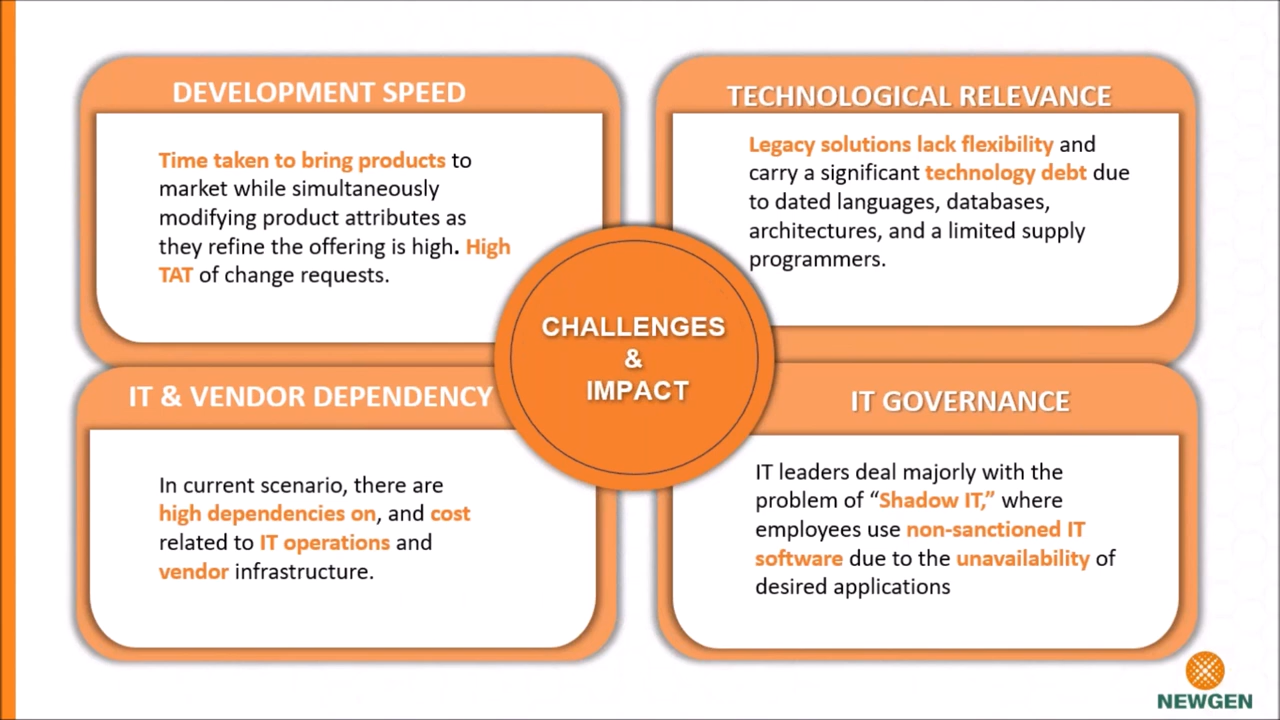 DEVELOPMENT SPEED
Time taken to bring products to
market while simultaneously
modifying product attributes as
they refine the offering is high. High
TAT of change requests.
TECHNOLOGICAL RELEVANCE
Legacy solutions lack flexibility and
carry a significant technology debt due
to dated languages, databases,
architectures, and a limited supply
programmers.
CHALLENGES
&
IMPACT
IT & VENDOR DEPENDENCY
In current scenario, there are
high dependencies on, and cost
related to IT operations and
vendor infrastructure.
IT GOVERNANCE
IT leaders deal majorly with the
problem of “Shadow IT,” where
employees use non-sanctioned IT
software due to the unavailability of
desired applications
NEWGEN